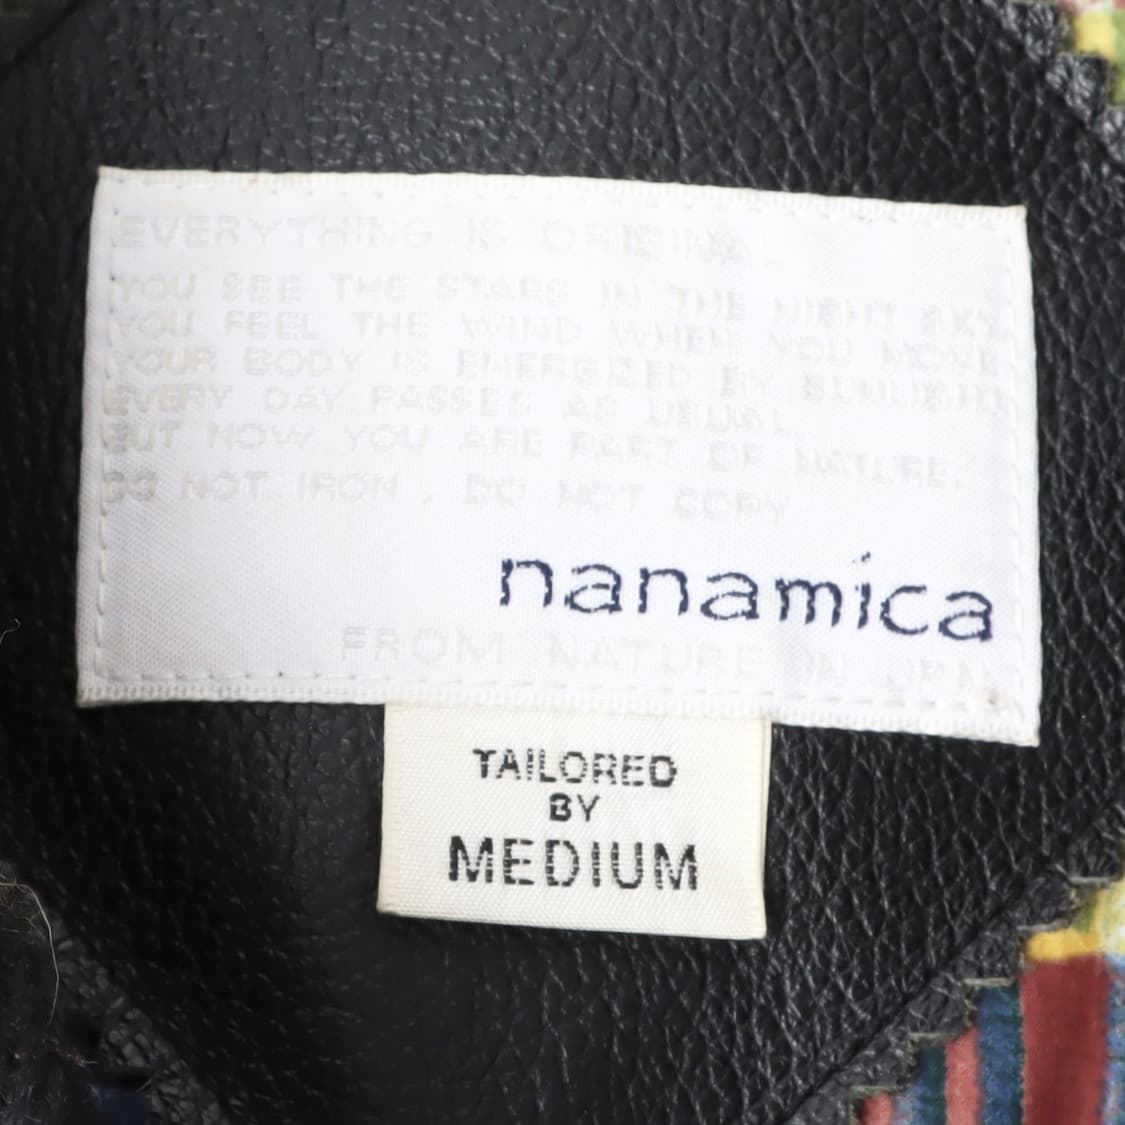 EVERYTHING IS ORIGINAL
YOU SEE THE STARS IN THE NIGHT SKY,
YOU FEEL THE WIND WHEN YOU MOVE
YOUR BODY IS ENERGIZED BY SUNLIGHT
EVERY DAY PASSES AS USUAL,
BUT NOW YOU ARE PART OF NATURE.
DO NOT IRON . DO NOT COPY
nanamica
FROM NATURE IN JPN
TAILORED
BY
MEDIUM